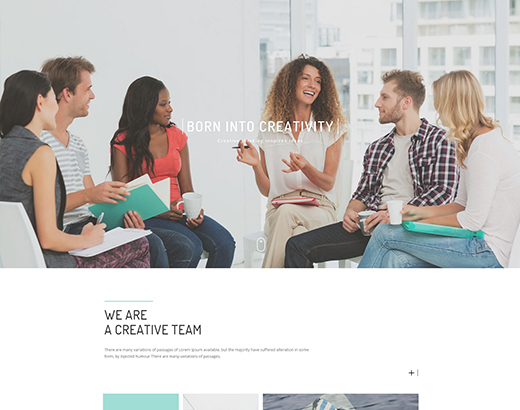 BORN INTO CREATIVITY
WE ARE
A CREATIVE TEAM
There are many variations of passages of Lorem Ipsum available, but the majority have suffered alteration in some
form, by injected humour There are many variations of passages.